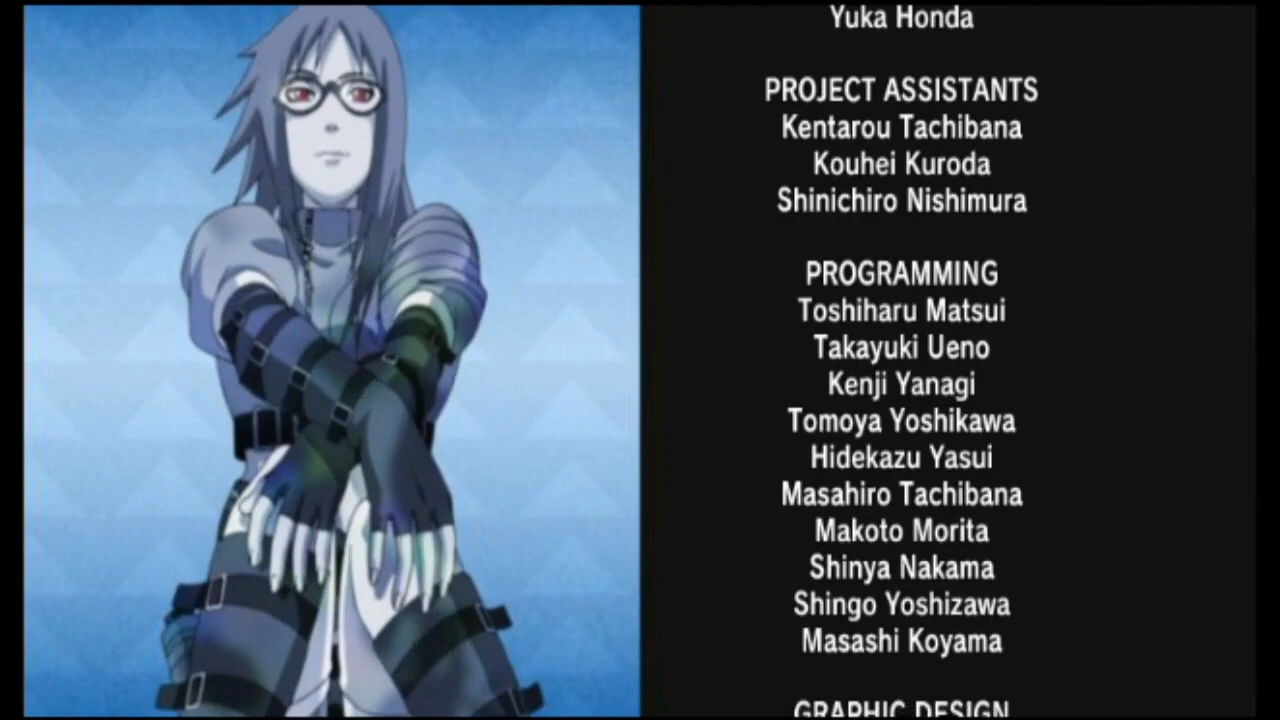 Yuka Honda
PROJECT ASSISTANTS
Kentarou Tachibana
Kouhei Kuroda
Shinichiro Nishimura
PROGRAMMING
Toshiharu Matsui
Takayuki Ueno
Kenji Yanagi
Tomoya Yoshikawa
Hidekazu Yasui
Masahiro Tachibana
Makoto Morita
Shinya Nakama
Shingo Yoshizawa
Masashi Koyama
GRAPHIC DESIGN